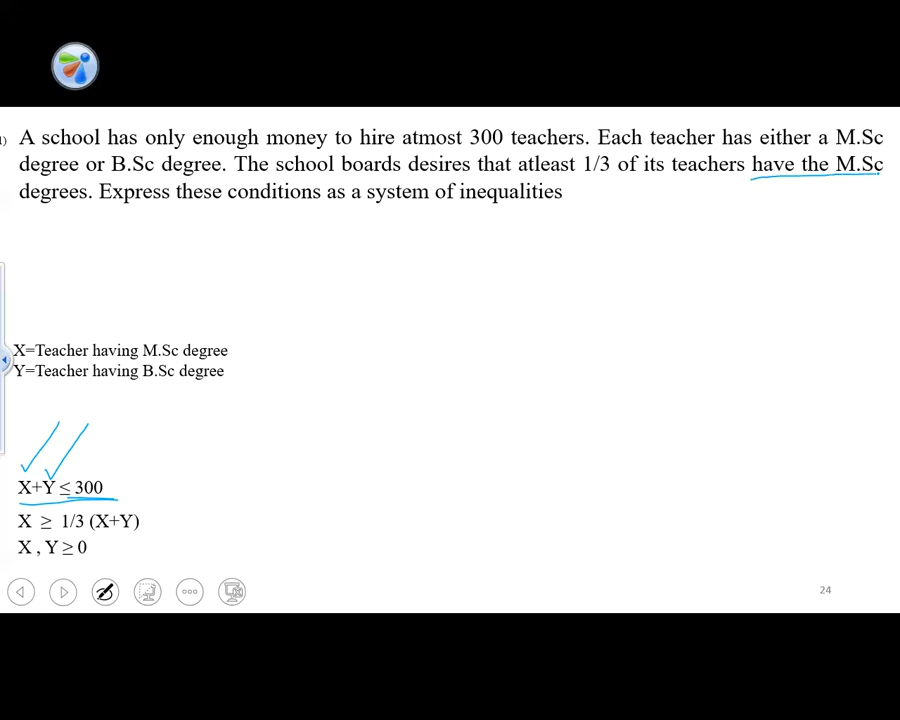 1) A school has only enough money to hire atmost 300 teachers. Each teacher has either a M.Sc
degree or B.Sc degree. The school boards desires that atleast 1/3 of its teachers have the M.Sc
degrees. Express these conditions as a system of inequalities
X=Teacher having M.Sc degree
Y=Teacher having B.Sc degree
X+Y ≤ 300
X ≥ 1/3 (X+Y)
X , Y ≥ 0
24